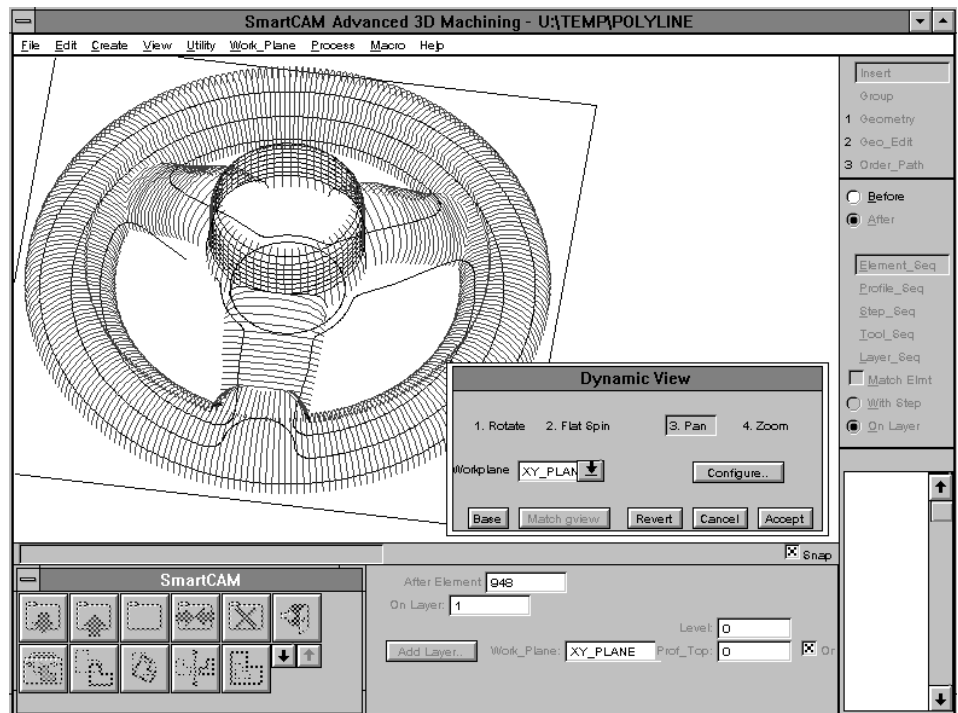 SmartCAM Advanced 3D Machining - U:\TEMP\POLYLINE
File Edit Create View Utility Work_Plane Process Macro Help
Insert
Group
1 Geometry
2 Geo_Edit
3 Order_Path
Before
After
Element_Seq
Profile_Seq
Step_Seq
Tool_Seq
Layer_Seq
Match Elmt
With Step
On Layer
Dynamic View
1. Rotate 2. Flat Spin 3. Pan 4. Zoom
Workplane XY_PLAN Configure..
Base Match gview Revert Cancel Accept
Snap
SmartCAM
After Element 948
On Layer: 1
Level: 0
Add Layer.. Work_Plane: XY_PLANE Prof_Top: 0 Or